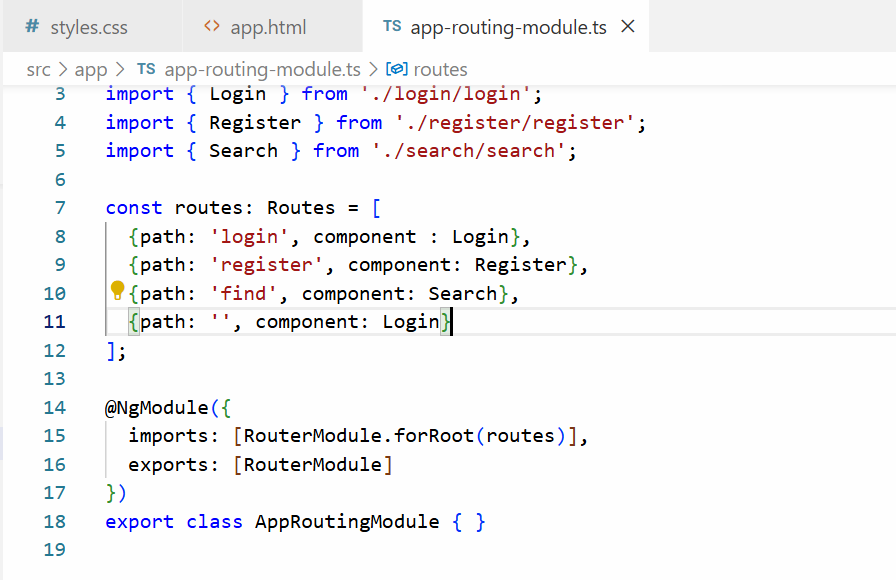 # styles.css <> app.html TS app-routing-module.ts ×
src > app > TS app-routing-module.ts > routes
3 import { Login } from './login/login';
4 import { Register } from './register/register';
5 import { Search } from './search/search';
6
7 const routes: Routes = [
8 {path: 'login', component : Login},
9 {path: 'register', component: Register},
10 {path: 'find', component: Search},
11 {path: '', component: Login}
12 ];
13
14 @NgModule({
15 imports: [RouterModule.forRoot(routes)],
16 exports: [RouterModule]
17 })
18 export class AppRoutingModule { }
19